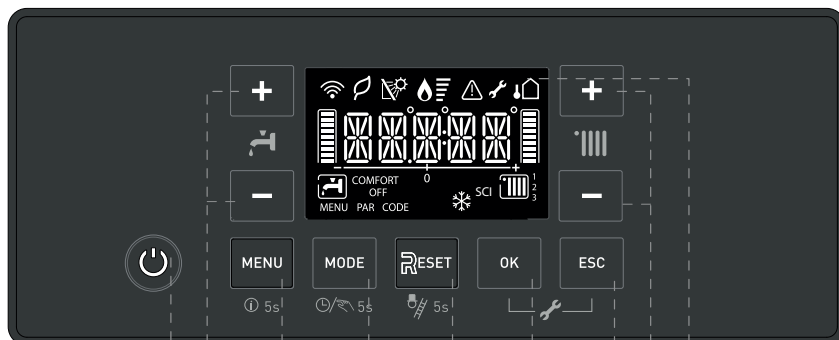 + +
COMFORT
OFF
- 0 +
SCI
1
2
3
MENU PAR CODE
- -
MENU MODE RESET OK ESC
5s 5s 5s